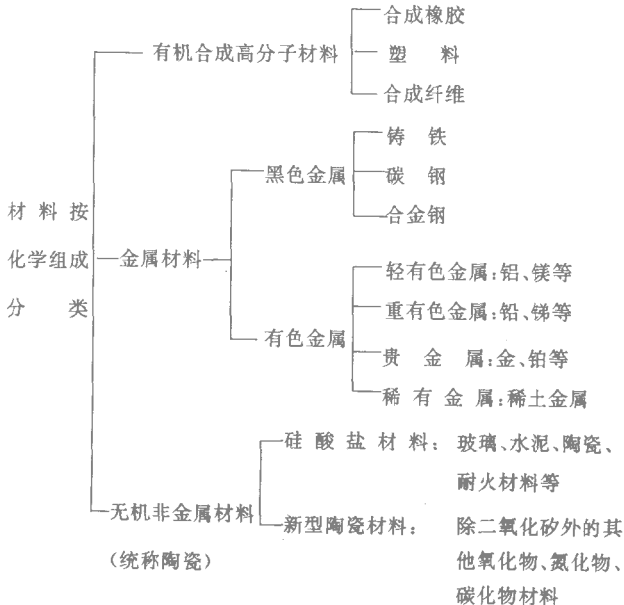 材料按
化学组成
分类
有机合成高分子材料
合成橡胶
塑料
合成纤维
金属材料
黑色金属
铸铁
碳钢
合金钢
有色金属
轻有色金属:铝、镁等
重有色金属:铅、锑等
贵金属:金、铂等
稀有金属:稀土金属
无机非金属材料
(统称陶瓷)
硅酸盐材料:玻璃、水泥、陶瓷、
耐火材料等
新型陶瓷材料:除二氧化矽外的其
他氧化物、氮化物、
碳化物材料